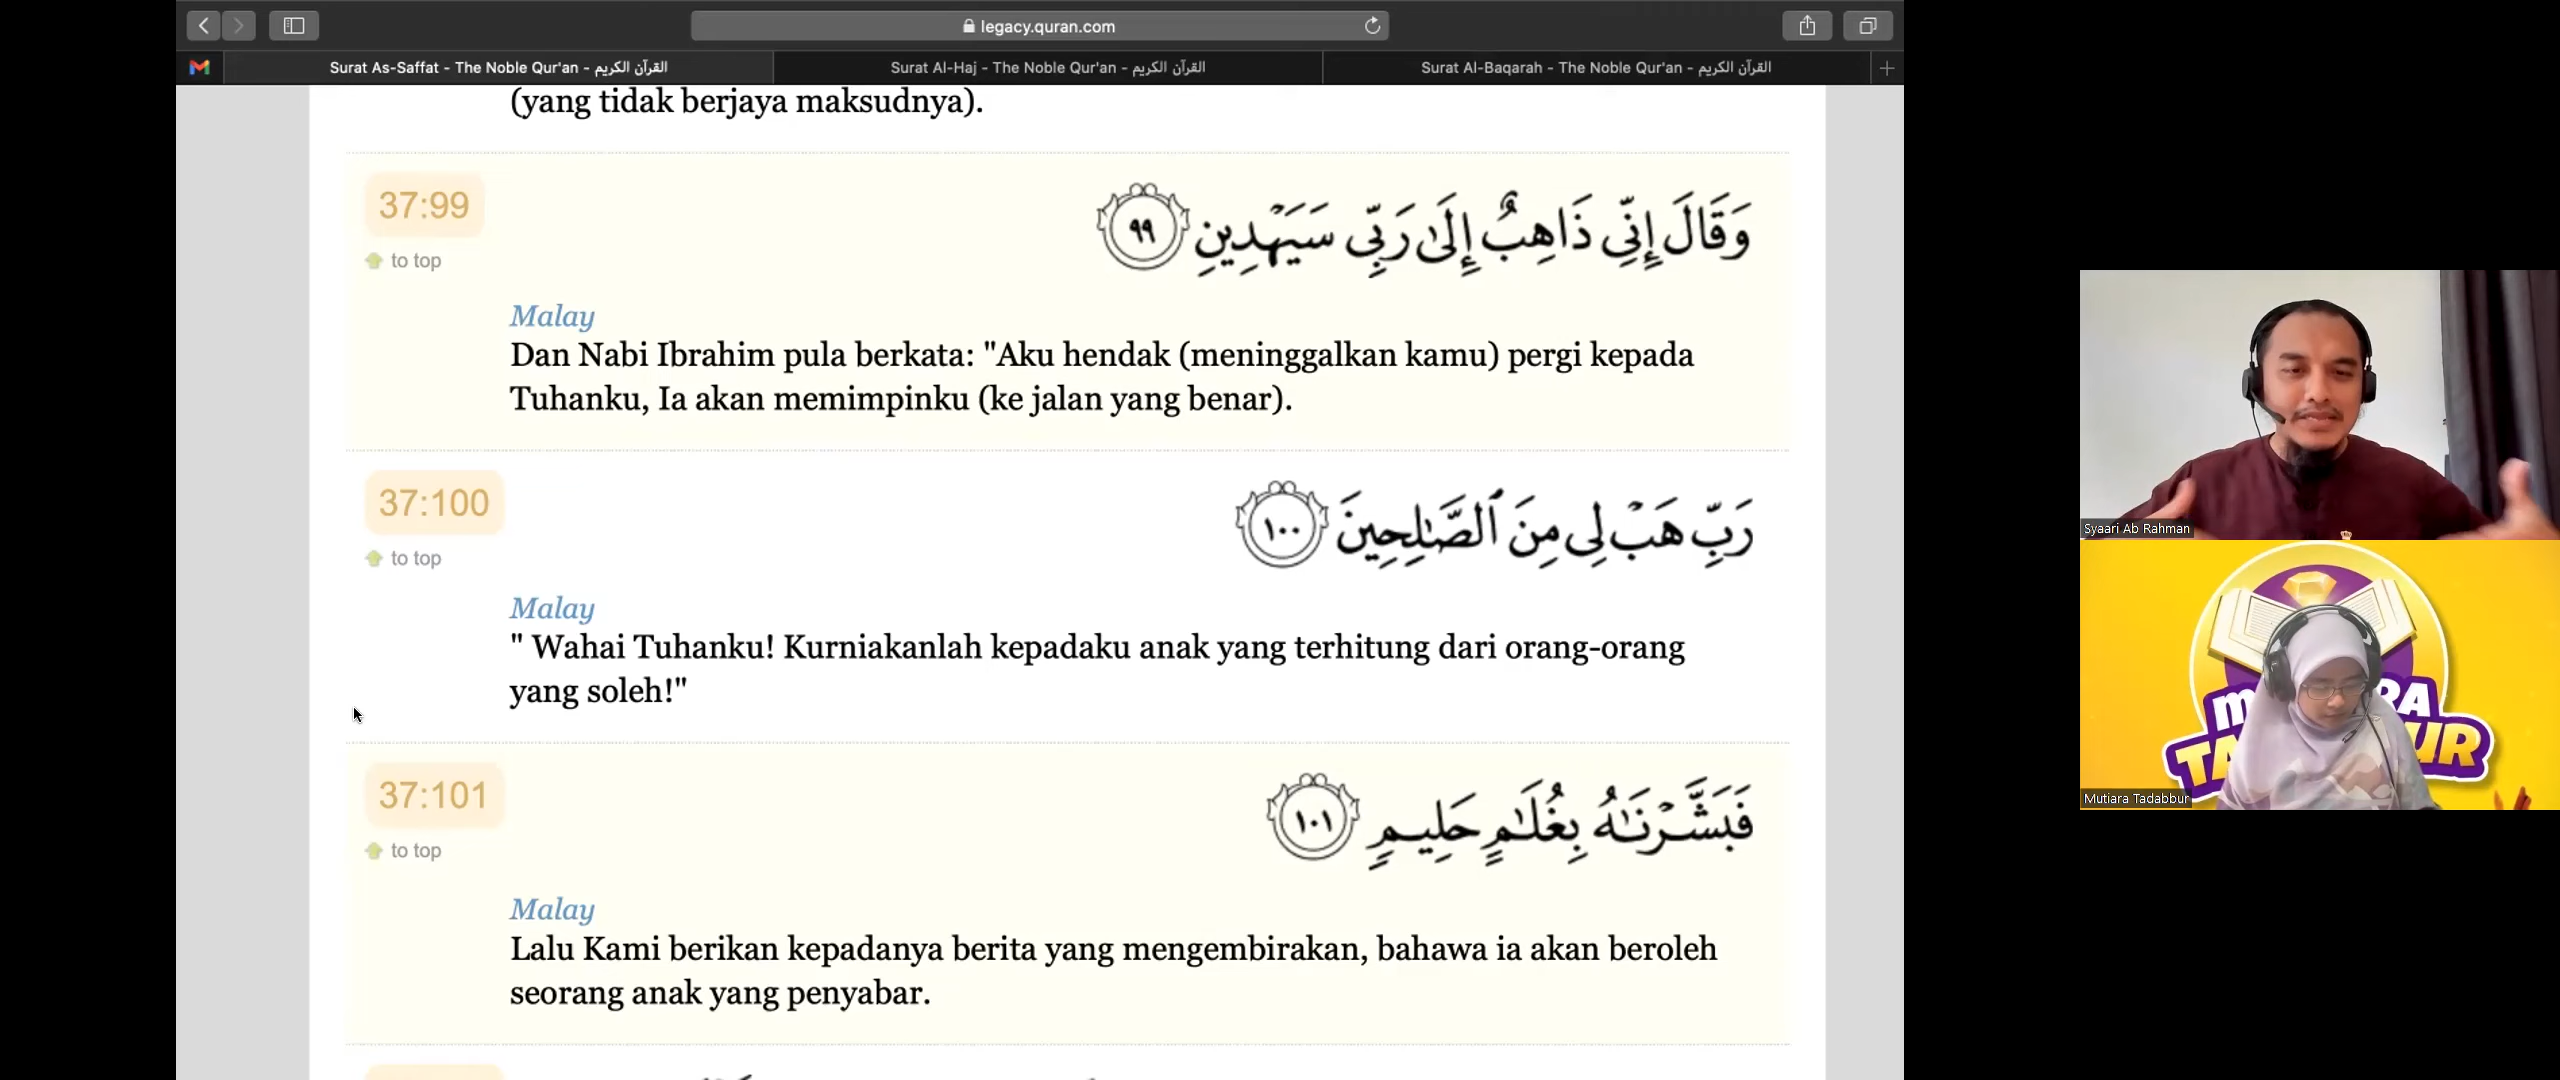 legacy.quran.com
Surat As-Saffat - The Noble Qur'an - القرآن الكريم
Surat Al-Haj - The Noble Qur'an - القرآن الكريم
Surat Al-Baqarah - The Noble Qur'an - القرآن الكريم
(yang tidak berjaya maksudnya).
37:99
وَقَالَ إِنِّي ذَاهِبٌ إِلَىٰ رَبِّي سَيَهْدِينِ ٩٩
to top
Malay
Dan Nabi Ibrahim pula berkata: "Aku hendak (meninggalkan kamu) pergi kepada
Tuhanku, Ia akan memimpinku (ke jalan yang benar).
37:100
رَبِّ هَبْ لِي مِنَ ٱلصَّـٰلِحِينَ ١٠٠
to top
Malay
" Wahai Tuhanku! Kurniakanlah kepadaku anak yang terhitung dari orang-orang
yang soleh!"
37:101
فَبَشَّرْنَـٰهُ بِغُلَـٰمٍ حَلِيمٍ ١٠١
to top
Malay
Lalu Kami berikan kepadanya berita yang mengembirakan, bahawa ia akan beroleh
seorang anak yang penyabar.
Syaari Ab Rahman
Mutiara Tadabbur